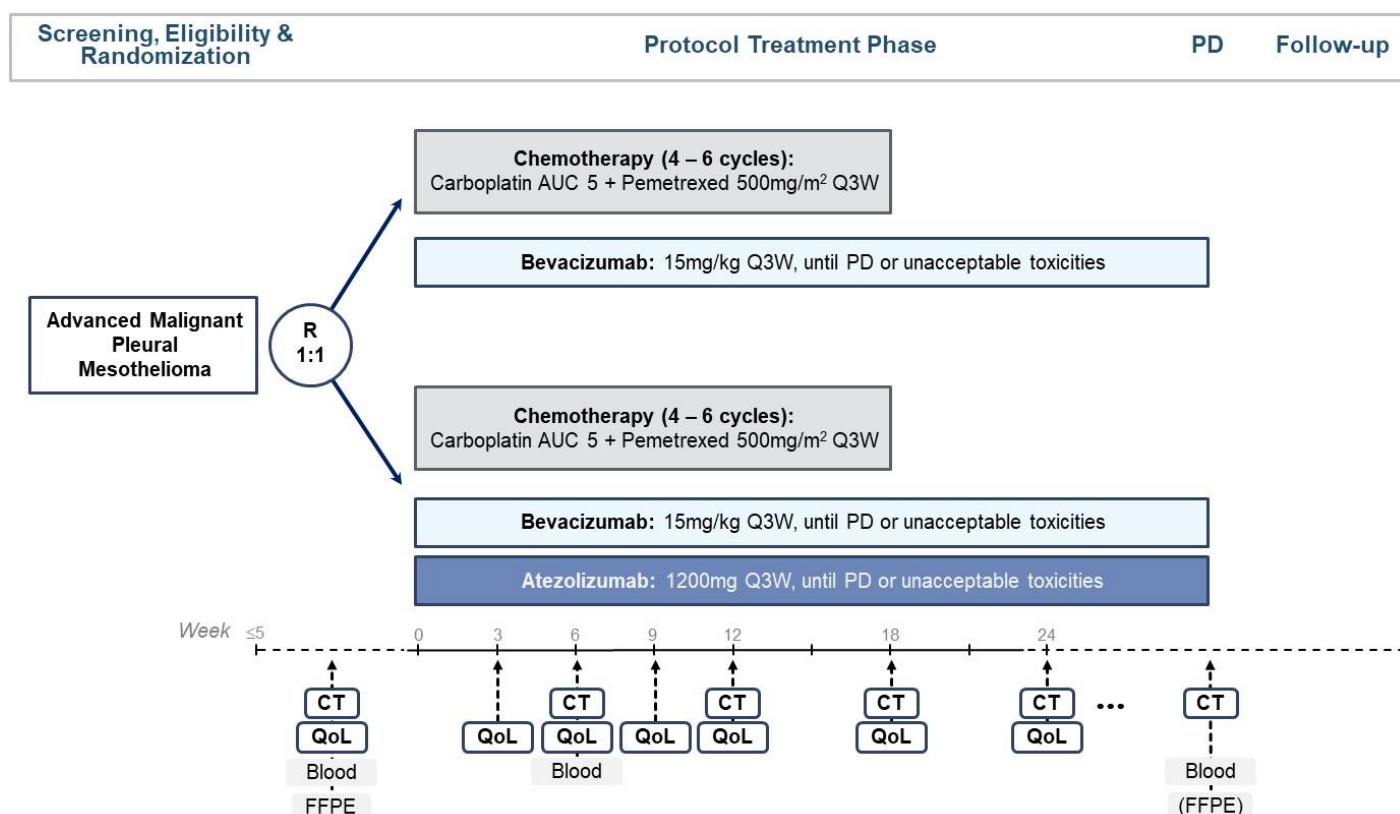 Screening, Eligibility &
Randomization
Protocol Treatment Phase
PD
Follow-up
Chemotherapy (4 – 6 cycles):
Carboplatin AUC 5 + Pemetrexed 500mg/m² Q3W
Bevacizumab: 15mg/kg Q3W, until PD or unacceptable toxicities
Advanced Malignant
Pleural
Mesothelioma
R
1:1
Chemotherapy (4 – 6 cycles):
Carboplatin AUC 5 + Pemetrexed 500mg/m² Q3W
Bevacizumab: 15mg/kg Q3W, until PD or unacceptable toxicities
Atezolizumab: 1200mg Q3W, until PD or unacceptable toxicities
Week ≤5 0 3 6 9 12 18 24
CT CT CT CT CT ... CT
QoL QoL QoL QoL QoL QoL QoL
Blood Blood Blood
FFPE (FFPE)